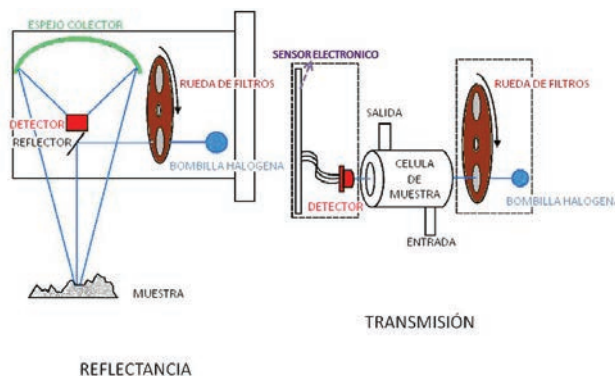 ESPEJO COLECTOR
RUEDA DE FILTROS
DETECTOR
REFLECTOR
BOMBILLA HALOGENA
MUESTRA
REFLECTANCIA
SENSOR ELECTRONICO
RUEDA DE FILTROS
SALIDA
CELULA
DE
MUESTRA
DETECTOR
BOMBILLA HALOGENA
ENTRADA
TRANSMISIÓN